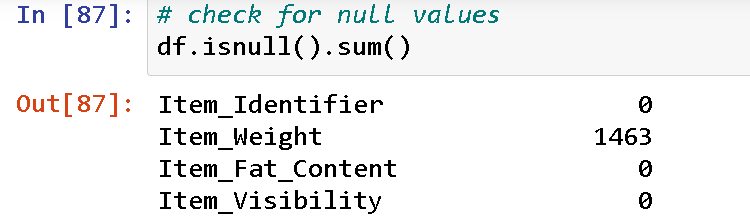 In [87]: # check for null values
df.isnull().sum()
Out[87]: Item_Identifier 0
Item_Weight 1463
Item_Fat_Content 0
Item_Visibility 0